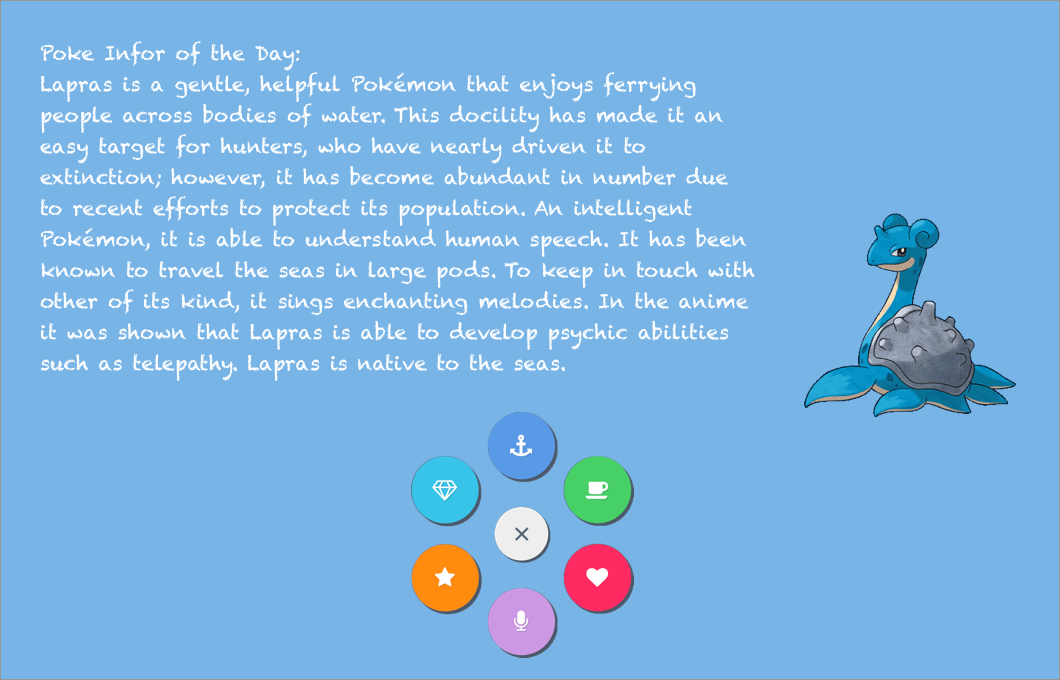 Poke Infor of the Day:
Lapras is a gentle, helpful Pokémon that enjoys ferrying
people across bodies of water. This docility has made it an
easy target for hunters, who have nearly driven it to
extinction; however, it has become abundant in number due
to recent efforts to protect its population. An intelligent
Pokémon, it is able to understand human speech. It has been
known to travel the seas in large pods. To keep in touch with
other of its kind, it sings enchanting melodies. In the anime
it was shown that Lapras is able to develop psychic abilities
such as telepathy. Lapras is native to the seas.